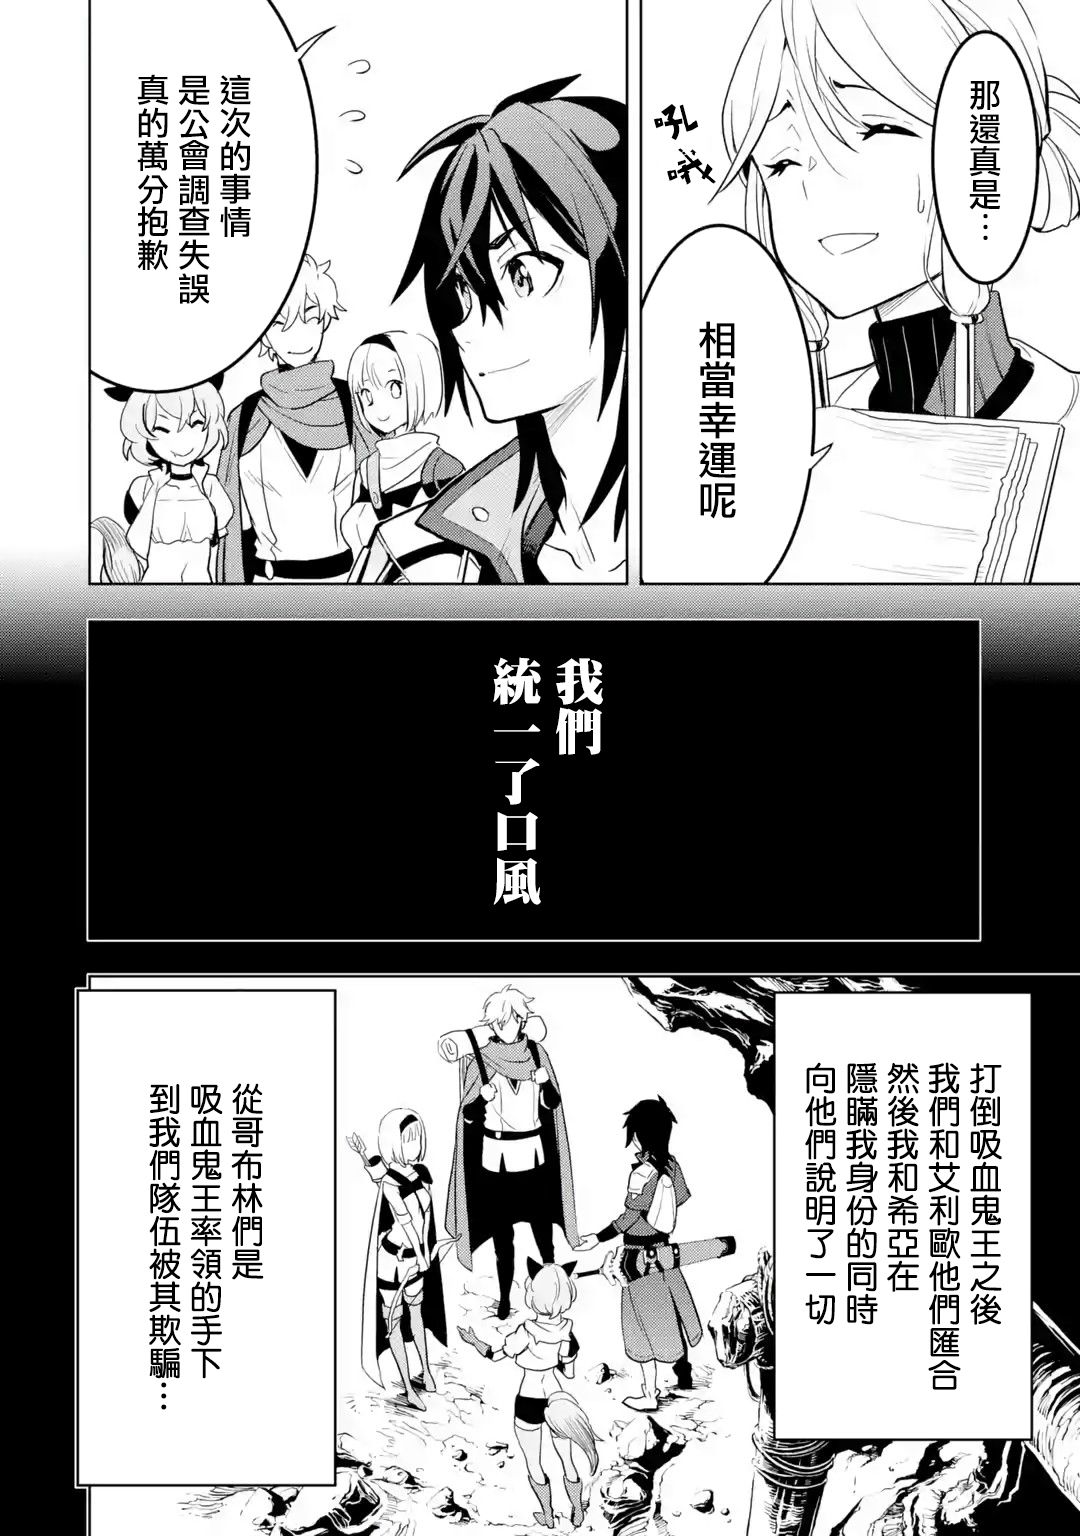 那還真是…
吼
哦
相當幸運呢
這次的事情
是公會調查失誤
真的萬分抱歉
我們
統一了口風
打倒吸血鬼王之後
我們和艾利歐他們匯合
然後我和希亞在
隱瞞我身份的同時
向他們說明了一切
從哥布林們是
吸血鬼王率領的手下
到我們隊伍被其欺騙…